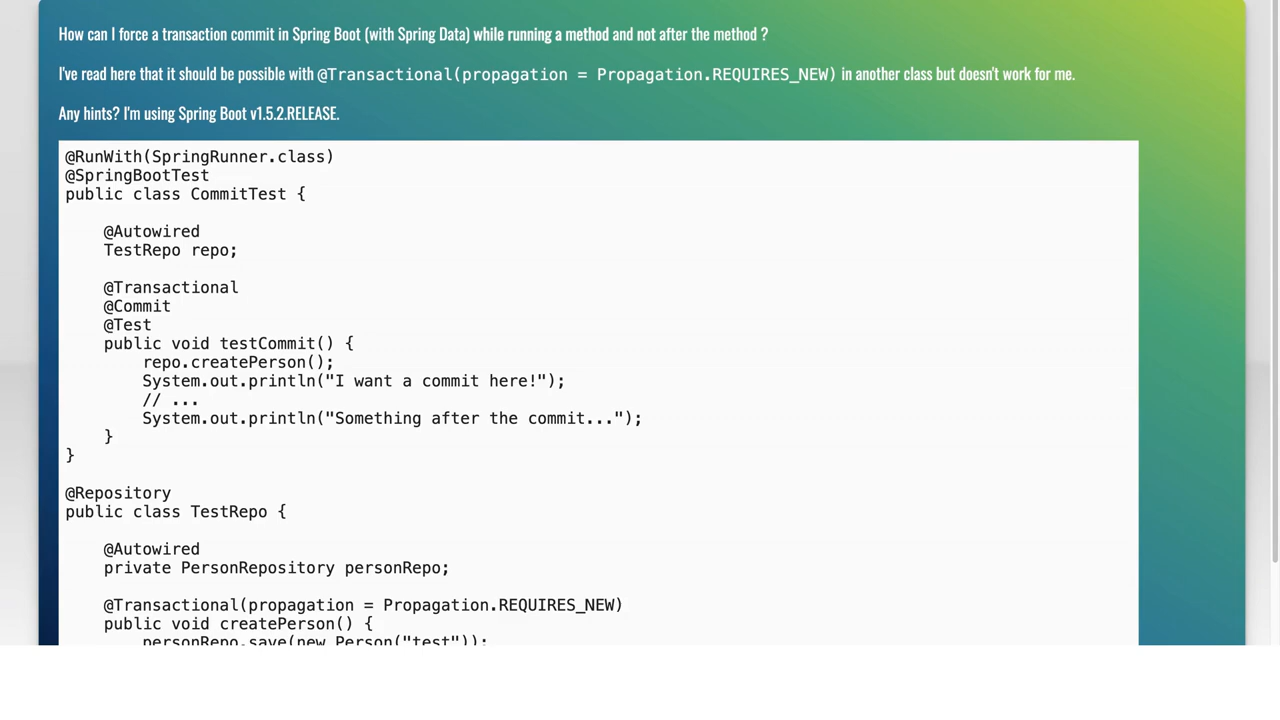 How can I force a transaction commit in Spring Boot (with Spring Data) while running a method and not after the method ?
I've read here that it should be possible with @Transactional(propagation = Propagation.REQUIRES_NEW) in another class but doesn't work for me.
Any hints? I'm using Spring Boot v1.5.2.RELEASE.
@RunWith(SpringRunner.class)
@SpringBootTest
public class CommitTest {
@Autowired
TestRepo repo;
@Transactional
@Commit
@Test
public void testCommit() {
repo.createPerson();
System.out.println("I want a commit here!");
// ...
System.out.println("Something after the commit...");
}
}
@Repository
public class TestRepo {
@Autowired
private PersonRepository personRepo;
@Transactional(propagation = Propagation.REQUIRES_NEW)
public void createPerson() {
personRepo.save(new Person("test"));